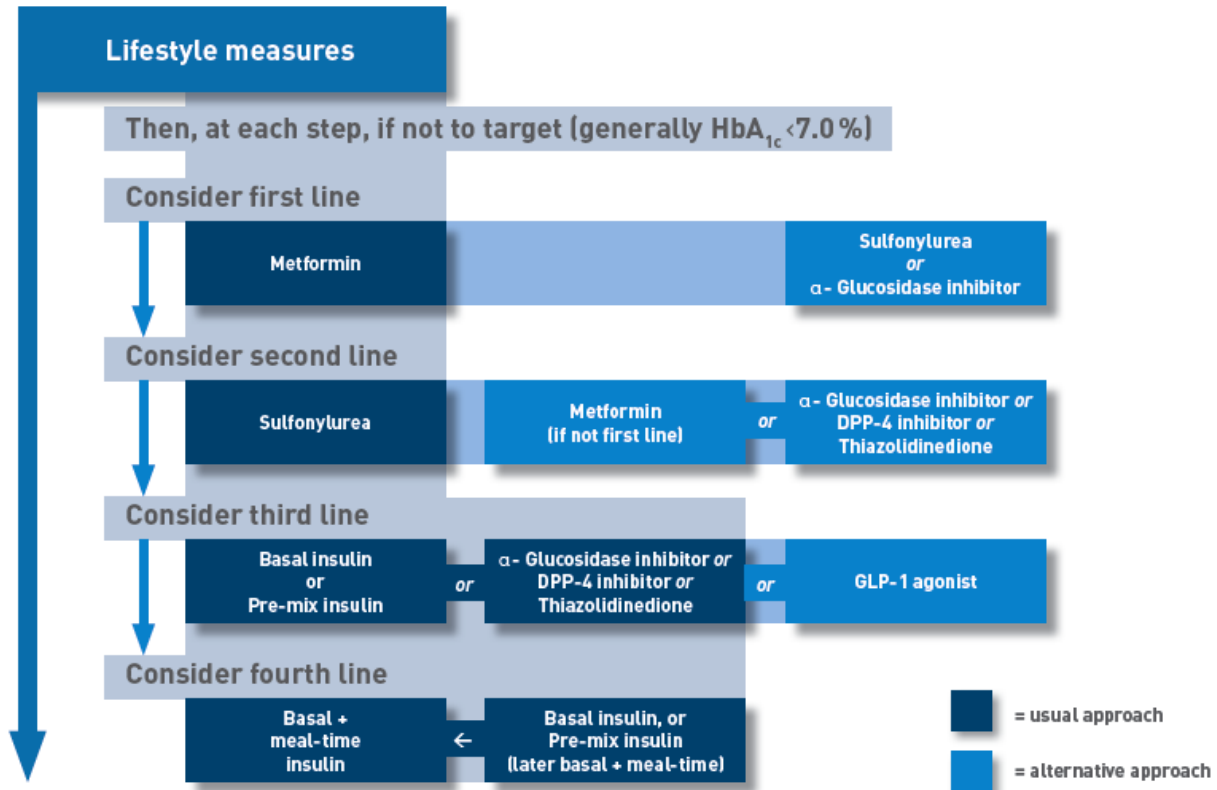 Lifestyle measures
Then, at each step, if not to target (generally HbA1c <7.0%)
Consider first line
Metformin
Sulfonylurea
or
α- Glucosidase inhibitor
Consider second line
Sulfonylurea
Metformin
(if not first line)
or
α- Glucosidase inhibitor or
DPP-4 inhibitor or
Thiazolidinedione
Consider third line
Basal insulin
or
Pre-mix insulin
or
α- Glucosidase inhibitor or
DPP-4 inhibitor or
Thiazolidinedione
or
GLP-1 agonist
Consider fourth line
Basal +
meal-time
insulin
←
Basal insulin, or
Pre-mix insulin
(later basal + meal-time)
= usual approach
= alternative approach